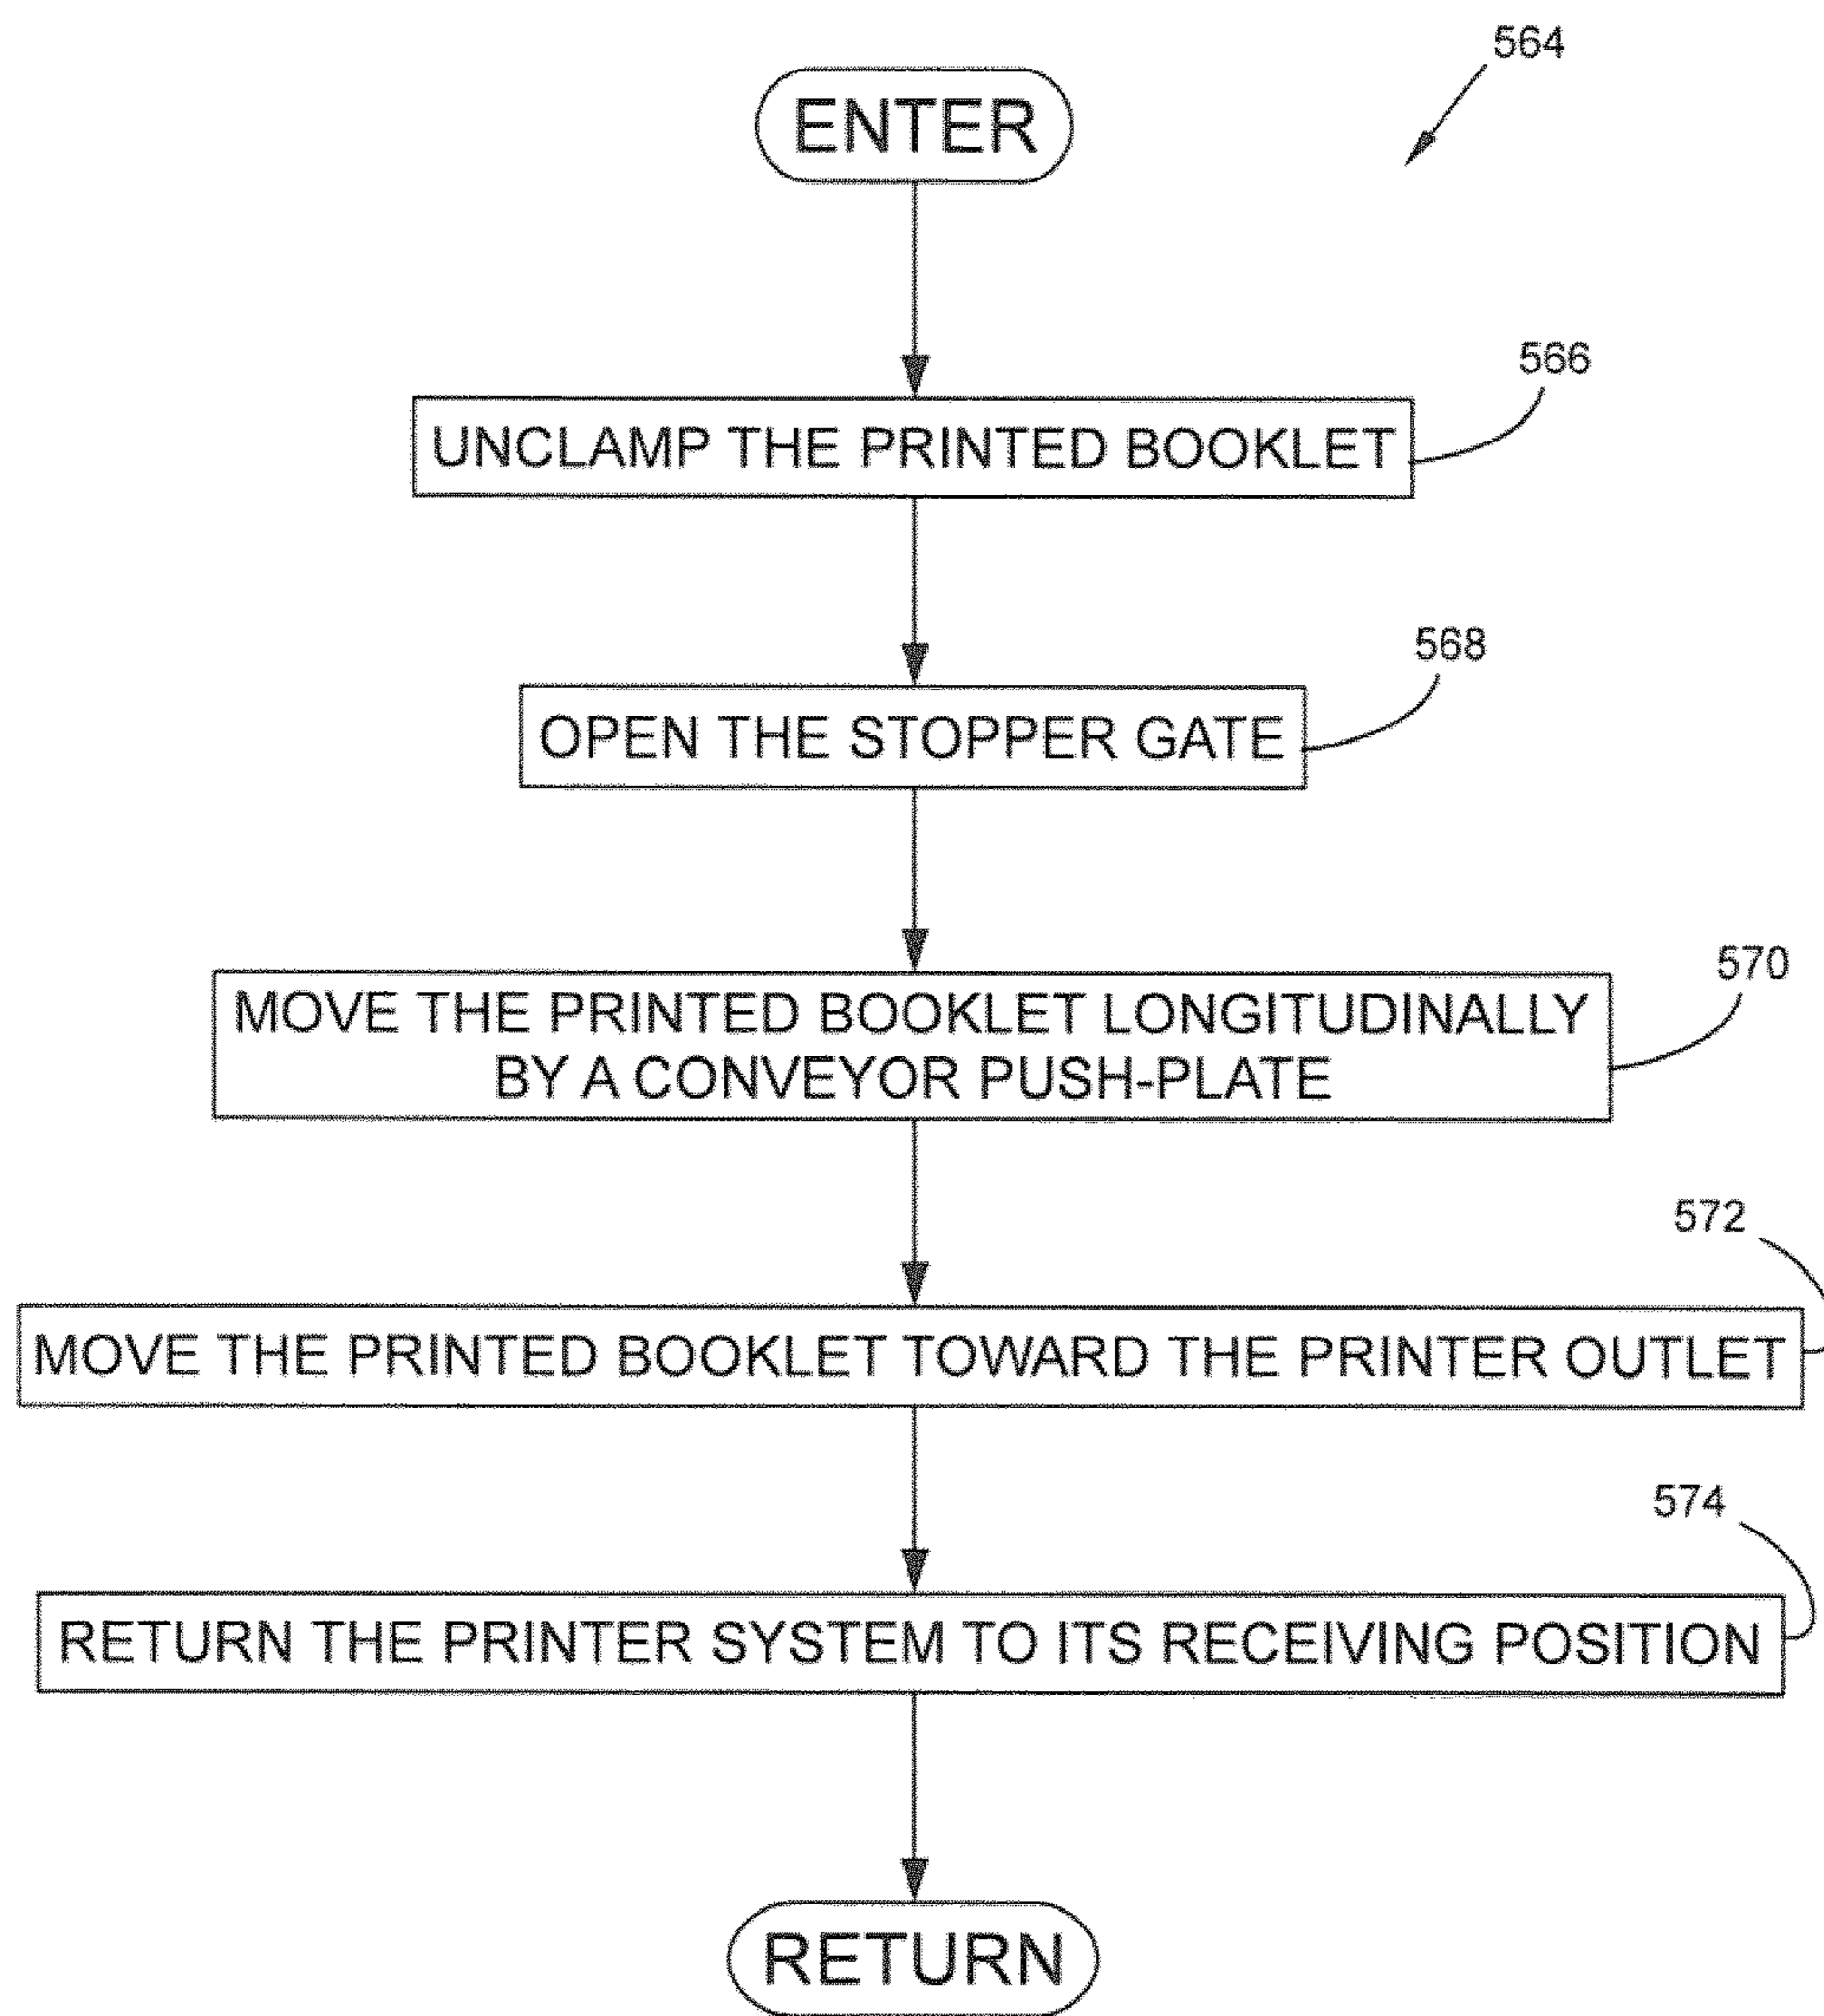 564
ENTER
566
UNCLAMP THE PRINTED BOOKLET
568
OPEN THE STOPPER GATE
570
MOVE THE PRINTED BOOKLET LONGITUDINALLY
BY A CONVEYOR PUSH-PLATE
572
MOVE THE PRINTED BOOKLET TOWARD THE PRINTER OUTLET
574
RETURN THE PRINTER SYSTEM TO ITS RECEIVING POSITION
RETURN